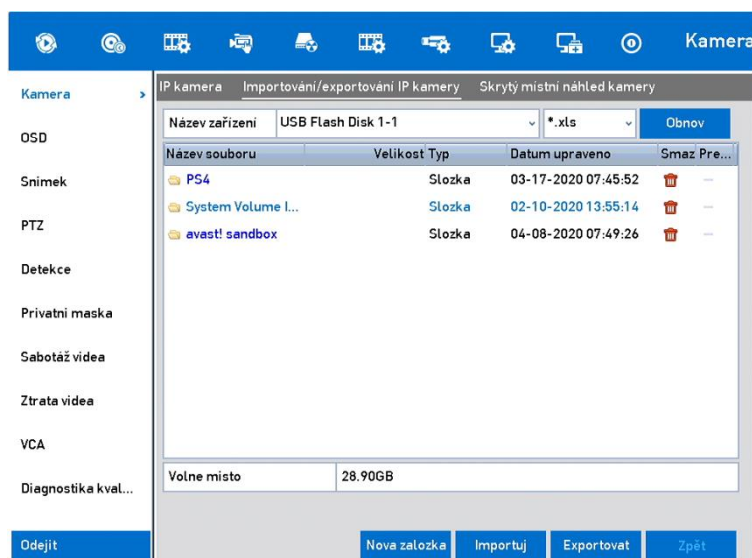 Kamera
Kamera
OSD
Snimek
PTZ
Detekce
Privatni maska
Sabotáž videa
Ztrata videa
VCA
Diagnostika kval...
Odejit
IP kamera Importování/exportování IP kamery Skrytý místní náhled kamery
Název zařízení USB Flash Disk 1-1 *.xls Obnov
Název souboru Velikost Typ Datum upraveno Smaz Pre...
PS4 Slozka 03-17-2020 07:45:52 —
System Volume I... Slozka 02-10-2020 13:55:14 —
avast! sandbox Slozka 04-08-2020 07:49:26 —
Volne misto 28.90GB
Nova zalozka Importuj Exportovat Zpět